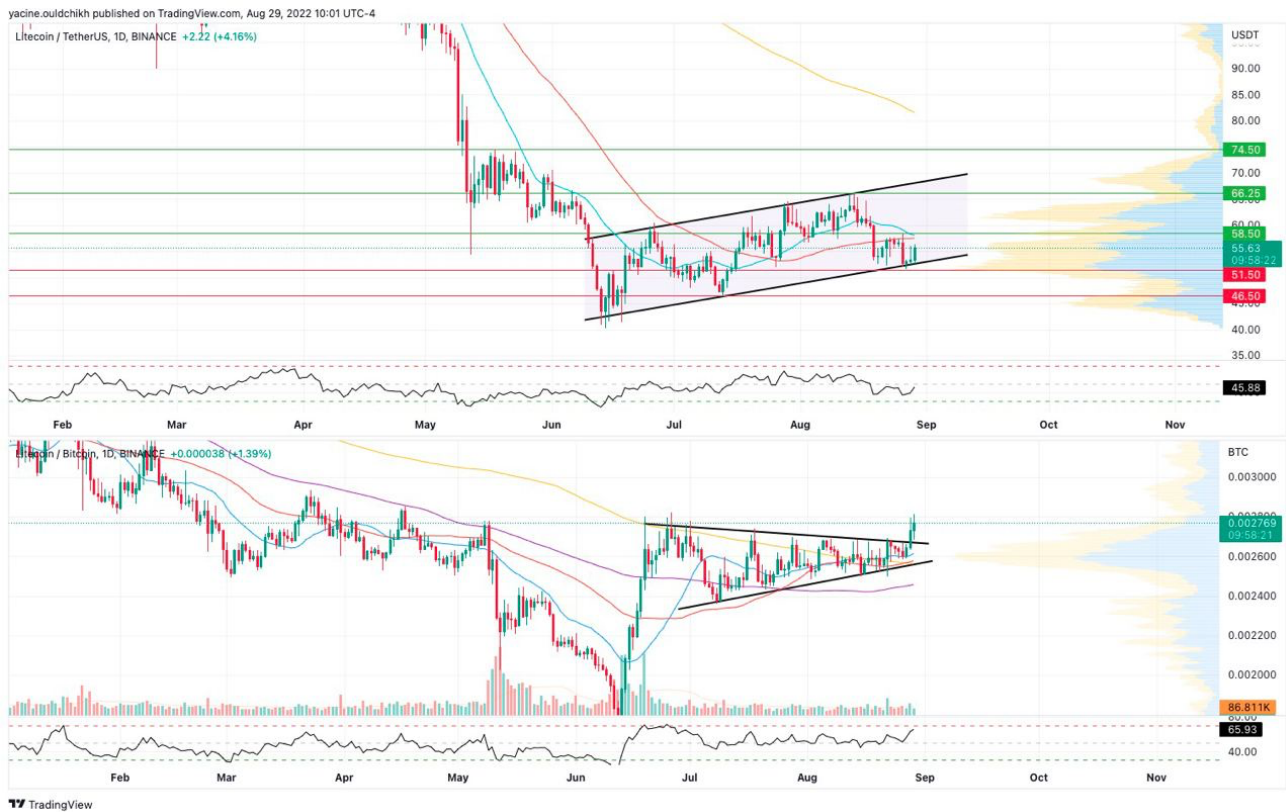 yacine.ouldchikh published on TradingView.com, Aug 29, 2022 10:01 UTC-4
Litecoin / TetherUS, 1D, BINANCE +2.22 (+4.16%)
USDT
90.00
85.00
80.00
74.50
70.00
66.25
60.00
58.50
55.63
09:58:22
51.50
46.50
40.00
35.00
45.88
Feb Mar Apr May Jun Jul Aug Sep Oct Nov
Litecoin / Bitcoin, 1D, BINANCE +0.000038 (+1.39%)
BTC
0.003000
0.002769
09:58:21
0.002600
0.002400
0.002200
0.002000
86.811K
65.93
40.00
Feb Mar Apr May Jun Jul Aug Sep Oct Nov
TradingView